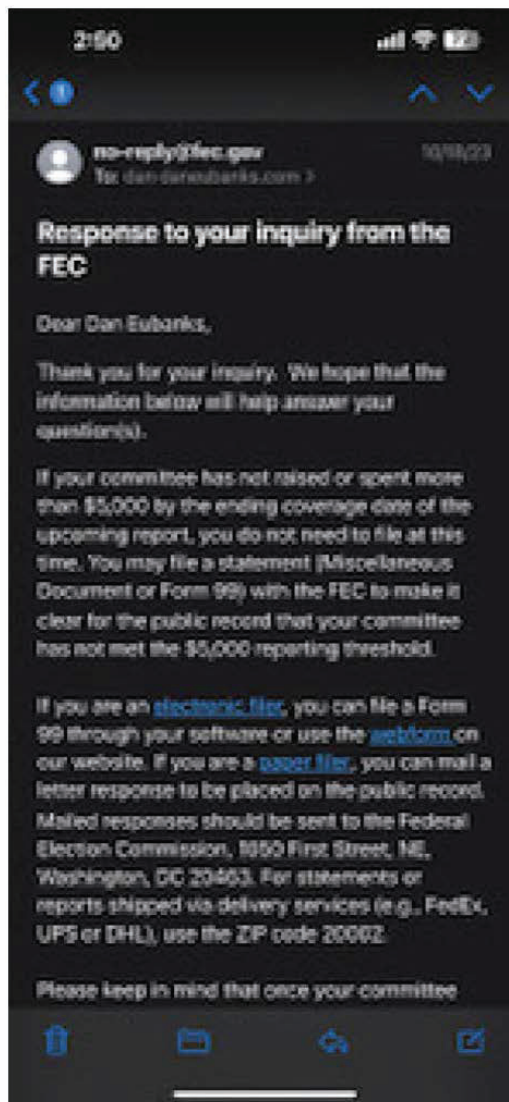 2:50
1
no-reply@fec.gov 10/18/23
To: dan daneubanks.com >
Response to your inquiry from the
FEC
Dear Dan Eubanks,
Thank you for your inquiry. We hope that the
information below will help answer your
question(s).
If your committee has not raised or spent more
than $5,000 by the ending coverage date of the
upcoming report, you do not need to file at this
time. You may file a statement (Miscellaneous
Document or Form 99) with the FEC to make it
clear for the public record that your committee
has not met the $5,000 reporting threshold.
If you are an electronic filer, you can file a Form
99 through your software or use the webform on
our website. If you are a paper filer, you can mail a
letter response to be placed on the public record.
Mailed responses should be sent to the Federal
Election Commission, 1050 First Street, NE,
Washington, DC 20463. For statements or
reports shipped via delivery services (e.g., FedEx,
UPS or DHL), use the ZIP code 20002.
Please keep in mind that once your committee